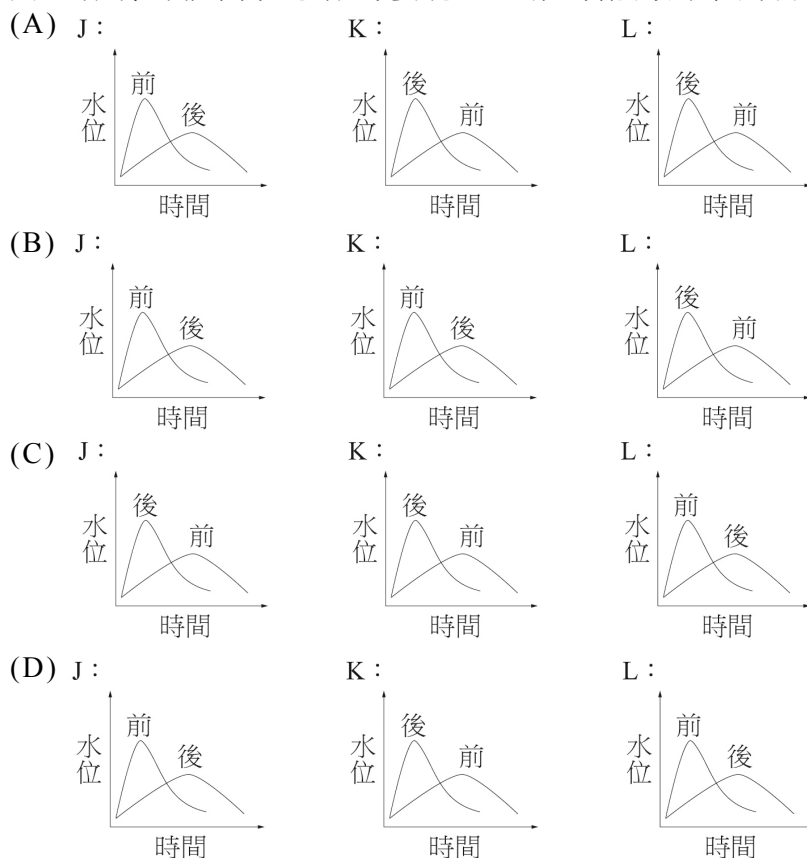 (A) J： K： L：
前 後 後
後 前 前
水位 水位 水位
時間 時間 時間
(B) J： K： L：
前 前 後
後 後 前
水位 水位 水位
時間 時間 時間
(C) J： K： L：
後 後 前
前 前 後
水位 水位 水位
時間 時間 時間
(D) J： K： L：
前 後 前
後 前 後
水位 水位 水位
時間 時間 時間